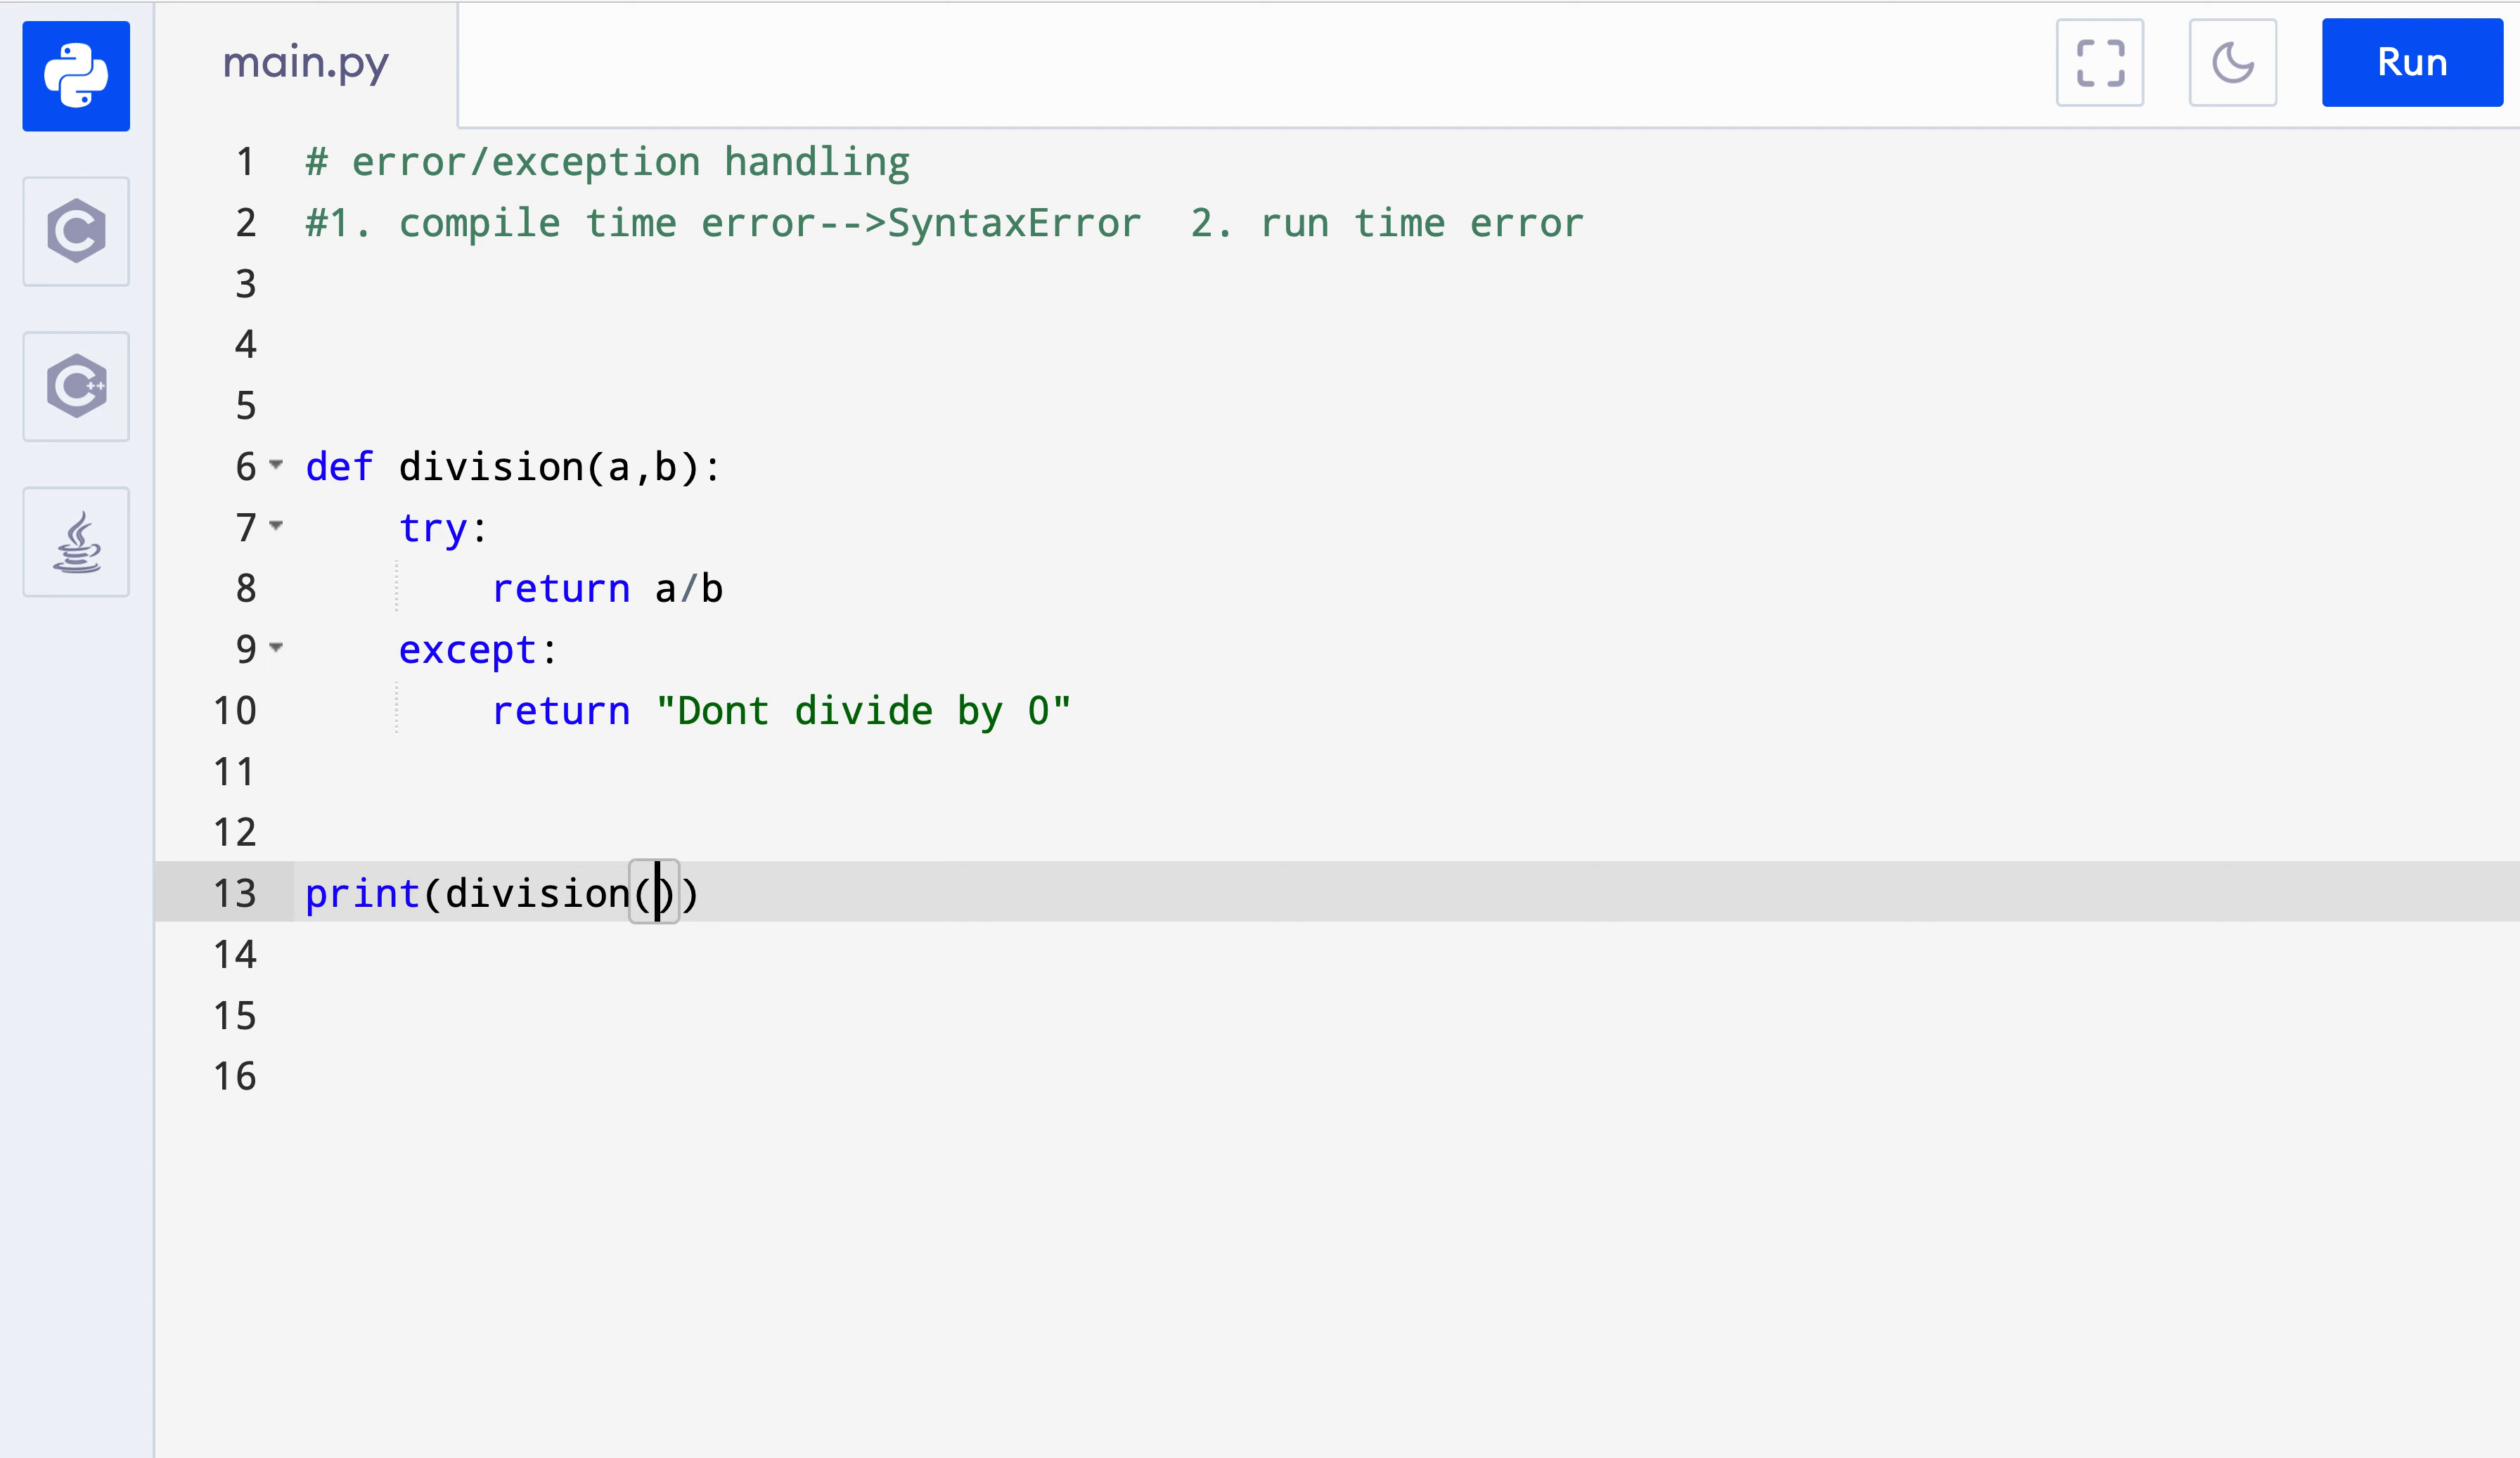 main.py
Run
1 # error/exception handling
2 #1. compile time error-->SyntaxError  2. run time error
3
4
5
6 def division(a,b):
7     try:
8         return a/b
9     except:
10         return "Dont divide by 0"
11
12
13 print(division())
14
15
16
C
C++